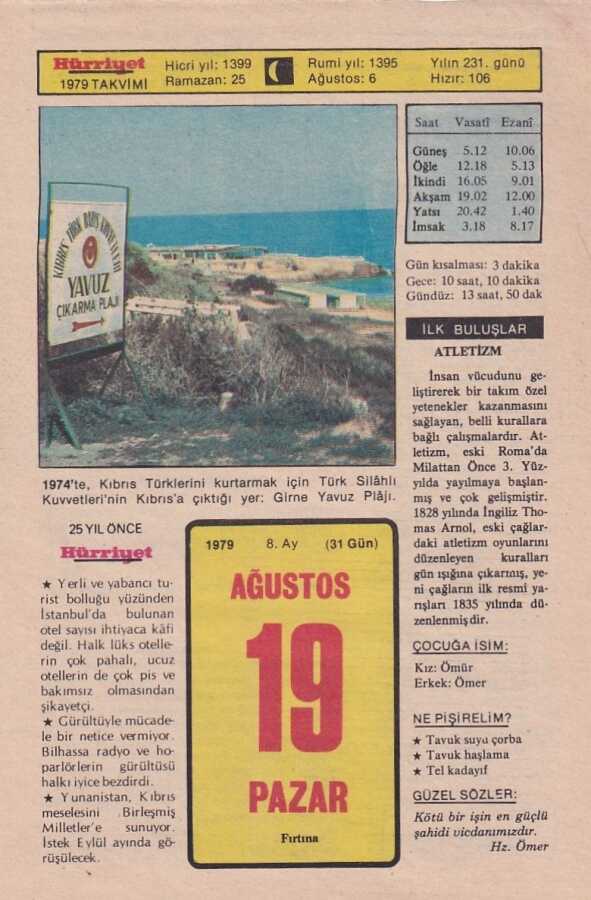 Hürriyet
1979 TAKVİMİ
Hicri yıl: 1399
Ramazan: 25
Rumi yıl: 1395
Ağustos: 6
Yılın 231. günü
Hızır: 106
KIBRIS TÜRK BARIŞ KUVVETLERİ
YAVUZ
ÇIKARMA PLAJI
1974'te, Kıbrıs Türklerini kurtarmak için Türk Silâhlı
Kuvvetleri'nin Kıbrıs'a çıktığı yer: Girne Yavuz Plâjı.
Saat Vasatî Ezanî
Güneş 5.12 10.06
Öğle 12.18 5.13
İkindi 16.05 9.01
Akşam 19.02 12.00
Yatsı 20.42 1.40
İmsak 3.18 8.17
Gün kısalması: 3 dakika
Gece: 10 saat, 10 dakika
Gündüz: 13 saat, 50 dak
İLK BULUŞLAR
ATLETİZM
İnsan vücudunu ge-
liştirerek bir takım özel
yetenekler kazanmasını
sağlayan, belli kurallara
bağlı çalışmalardır. At-
letizm, eski Roma'da
Milattan Önce 3. Yüz-
yılda yayılmaya başlan-
mış ve çok gelişmiştir.
1828 yılında İngiliz Tho-
mas Arnol, eski çağlar-
daki atletizm oyunlarını
düzenleyen kuralları
gün ışığına çıkarmış, ye-
ni çağların ilk resmi ya-
rışları 1835 yılında dü-
zenlenmişdir.
ÇOCUĞA İSİM:
Kız: Ömür
Erkek: Ömer
NE PİŞİRELİM?
★ Tavuk suyu çorba
★ Tavuk haşlama
★ Tel kadayıf
GÜZEL SÖZLER:
Kötü bir işin en güçlü
şahidi vicdanımızdır.
Hz. Ömer
25 YIL ÖNCE
Hürriyet
★ Yerli ve yabancı tu-
rist bolluğu yüzünden
İstanbul'da bulunan
otel sayısı ihtiyaca kâfi
değil. Halk lüks otelle-
rin çok pahalı, ucuz
otellerin de çok pis ve
bakımsız olmasından
şikayetçi.
★ Gürültüyle mücade-
le bir netice vermiyor.
Bilhassa radyo ve ho-
parlörlerin gürültüsü
halkı iyice bezdirdi.
★ Yunanistan, Kıbrıs
meselesini Birleşmiş
Milletler'e sunuyor.
İstek Eylül ayında gö-
rüşülecek.
1979 8. Ay (31 Gün)
AĞUSTOS
19
PAZAR
Fırtına